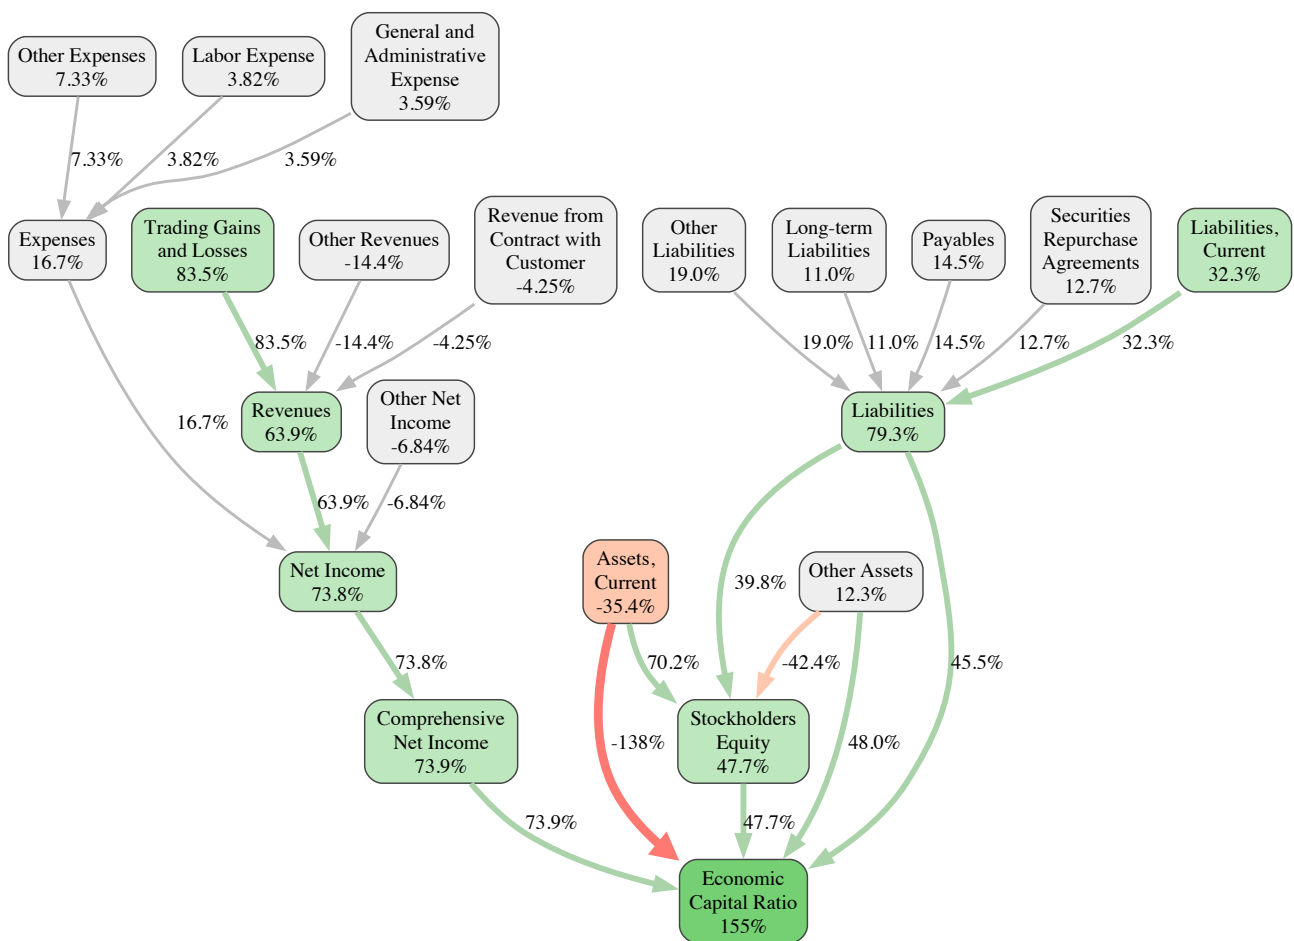 Other Expenses
7.33%
Labor Expense
3.82%
General and
Administrative
Expense
3.59%
7.33%
3.82%
3.59%
Expenses
16.7%
Trading Gains
and Losses
83.5%
Other Revenues
-14.4%
Revenue from
Contract with
Customer
-4.25%
Other
Liabilities
19.0%
Long-term
Liabilities
11.0%
Payables
14.5%
Securities
Repurchase
Agreements
12.7%
Liabilities,
Current
32.3%
83.5%
-14.4%
-4.25%
19.0%
11.0%
14.5%
12.7%
32.3%
16.7%
Revenues
63.9%
Other Net
Income
-6.84%
Liabilities
79.3%
63.9%
-6.84%
Net Income
73.8%
Assets,
Current
-35.4%
39.8%
Other Assets
12.3%
73.8%
70.2%
-42.4%
45.5%
Comprehensive
Net Income
73.9%
-138%
Stockholders
Equity
47.7%
48.0%
73.9%
47.7%
Economic
Capital Ratio
155%